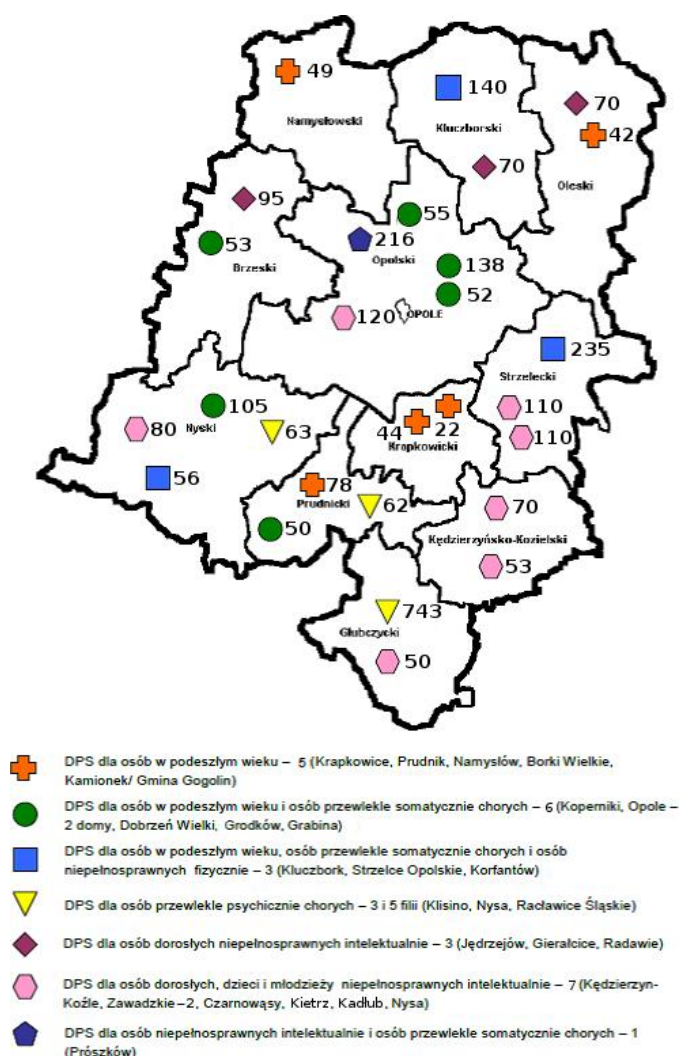 49
Namysłowski
140
Kluczborski
70
42
Oleski
70
95
53
Brzeski
55
216
Opolski
138
52
120
OPOLE
235
Strzelecki
110
110
105
80
Nyski
63
56
44
22
Krapkowicki
78
Prudnicki
62
50
70
Kędzierzyńsko-Kozielski
53
743
Głubczycki
50
DPS dla osób w podeszłym wieku – 5 (Krapkowice, Prudnik, Namysłów, Borki Wielkie,
Kamionek/ Gmina Gogolin)
DPS dla osób w podeszłym wieku i osób przewlekle somatycznie chorych – 6 (Koperniki, Opole –
2 domy, Dobrzeń Wielki, Grodków, Grabina)
DPS dla osób w podeszłym wieku, osób przewlekle somatycznie chorych i osób
niepełnosprawnych fizycznie – 3 (Kluczbork, Strzelce Opolskie, Korfantów)
DPS dla osób przewlekle psychicznie chorych – 3 i 5 filii (Klisino, Nysa, Racławice Śląskie)
DPS dla osób dorosłych niepełnosprawnych intelektualnie – 3 (Jędrzejów, Gierałcice, Radawie)
DPS dla osób dorosłych, dzieci i młodzieży niepełnosprawnych intelektualnie – 7 (Kędzierzyn-
Koźle, Zawadzkie–2, Czarnowąsy, Kietrz, Kadłub, Nysa)
DPS dla osób niepełnosprawnych intelektualnie i osób przewlekle somatycznie chorych – 1
(Prószków)